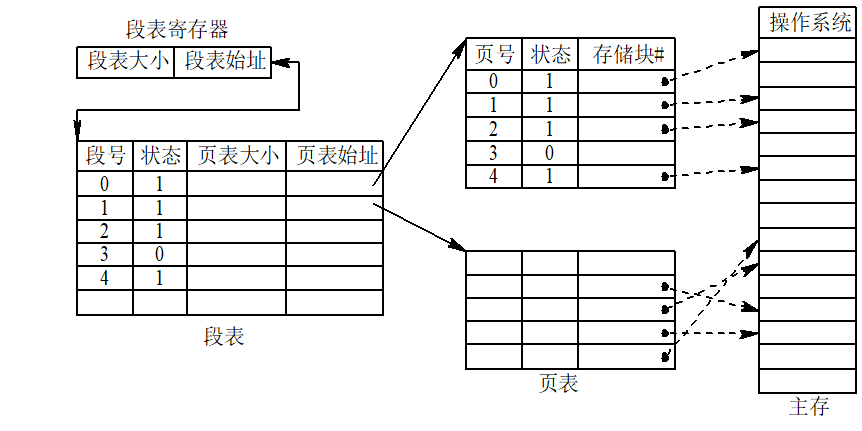 段表寄存器
段表大小 段表始址
段号 状态 页表大小 页表始址
0 1
1 1
2 1
3 0
4 1
段表
页号 状态 存储块#
0 1
1 1
2 1
3 0
4 1
页表
操作系统
主存